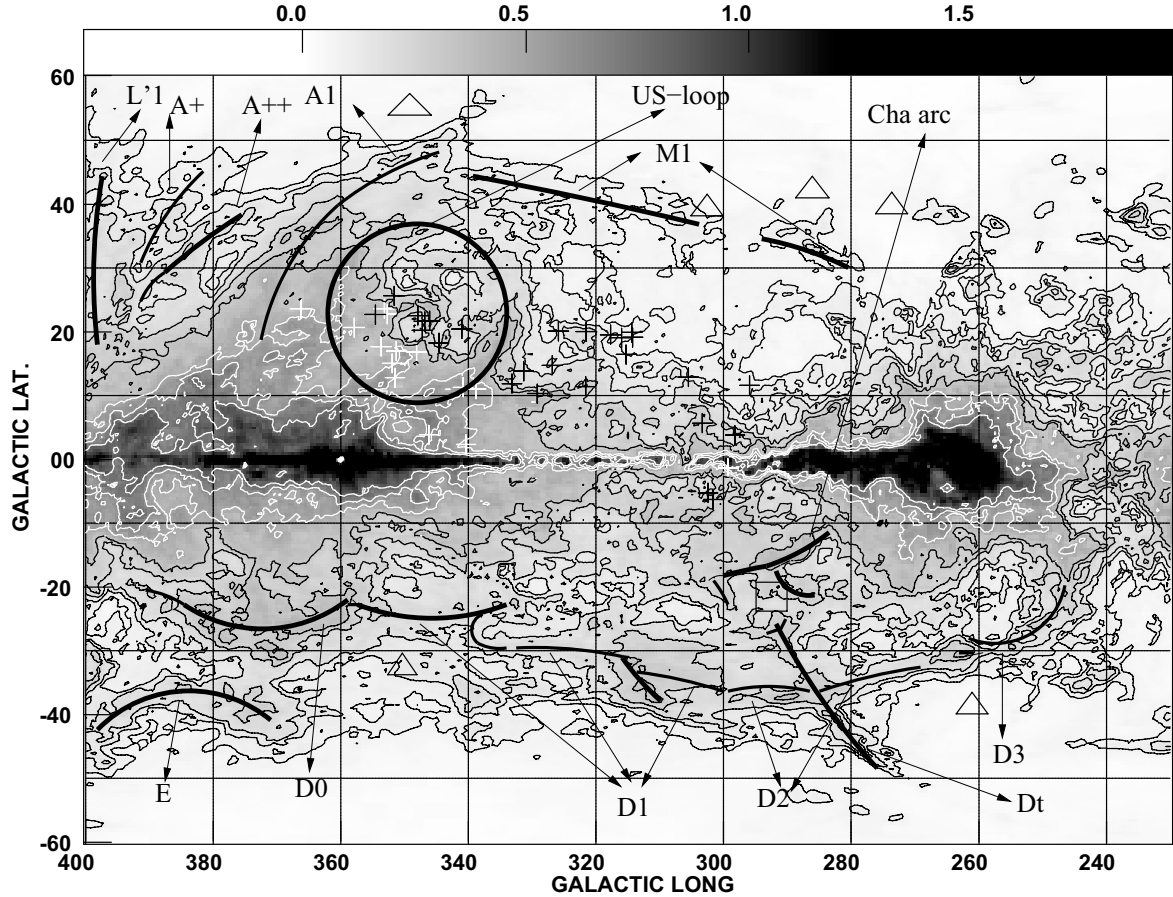 0.0 0.5 1.0 1.5
60
L'1 A+ A++ A1 US−loop Cha arc
M1
40
20
00
GALACTIC LAT.
-20
-40
E D0 D1 D2 D3 Dt
-60
400 380 360 340 320 300 280 260 240
GALACTIC LONG